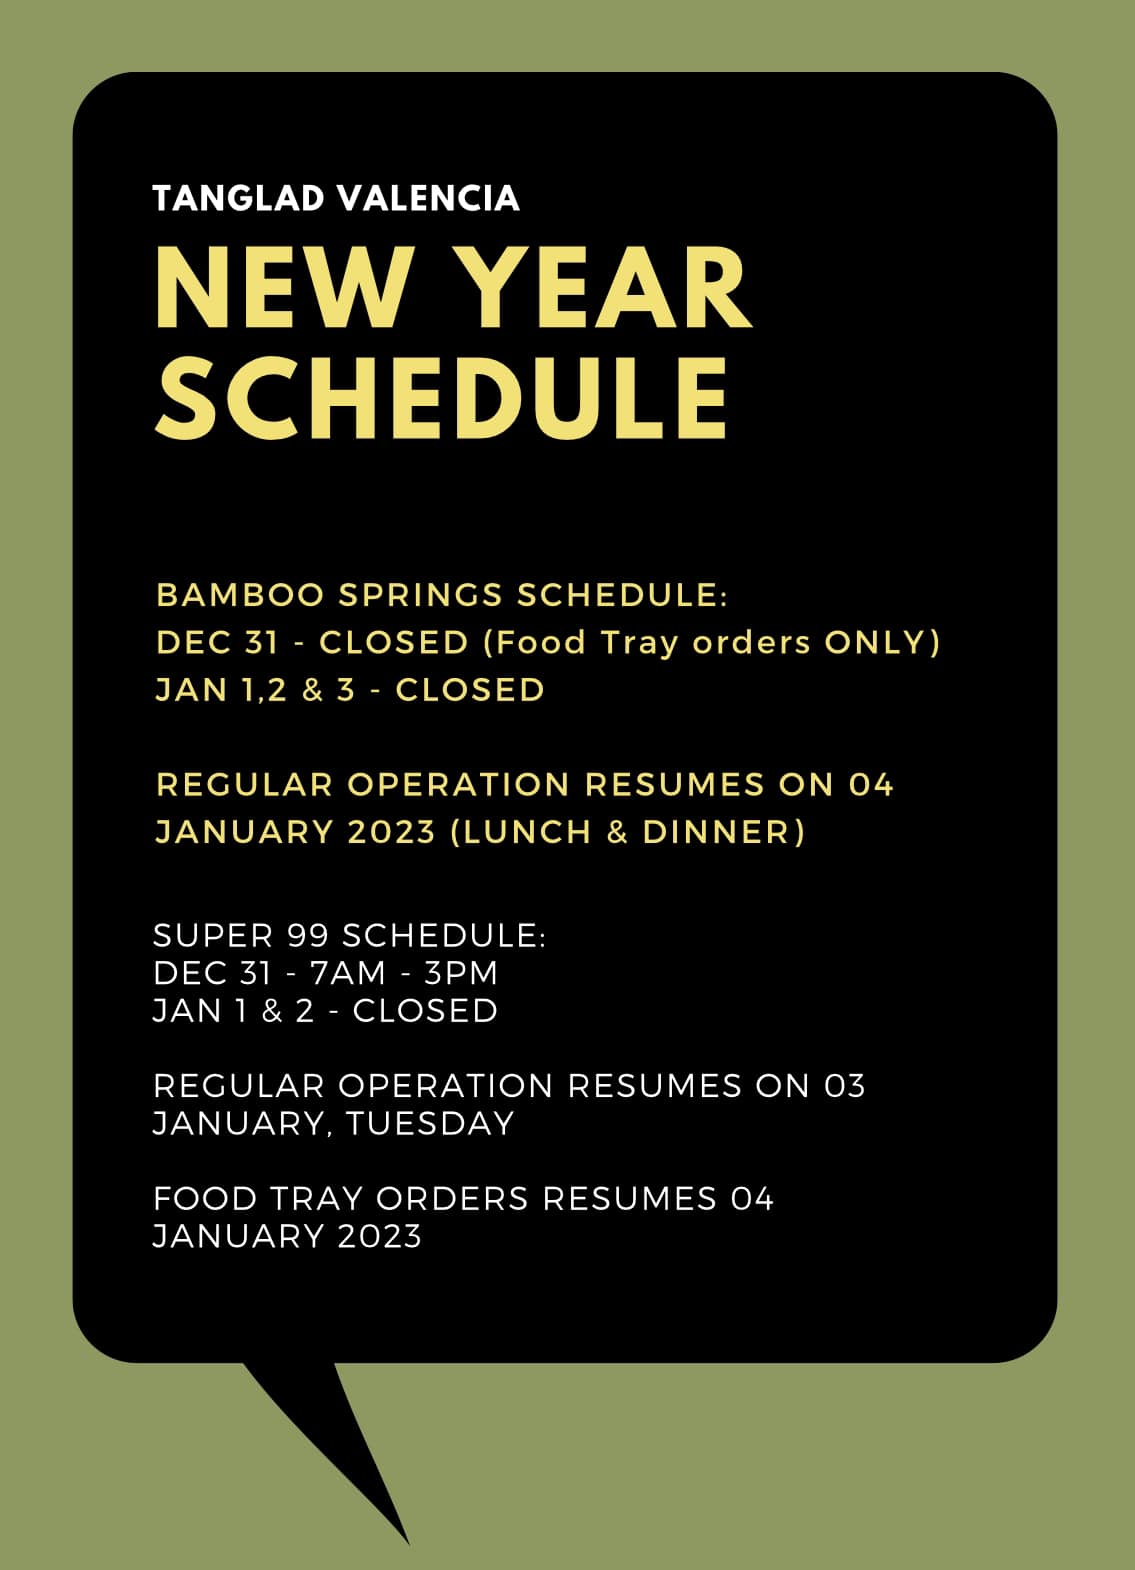 TANGLAD VALENCIA
NEW YEAR
SCHEDULE
BAMBOO SPRINGS SCHEDULE:
DEC 31 - CLOSED (Food Tray orders ONLY)
JAN 1,2 & 3 - CLOSED
REGULAR OPERATION RESUMES ON 04
JANUARY 2023 (LUNCH & DINNER)
SUPER 99 SCHEDULE:
DEC 31 - 7AM - 3PM
JAN 1 & 2 - CLOSED
REGULAR OPERATION RESUMES ON 03
JANUARY, TUESDAY
FOOD TRAY ORDERS RESUMES 04
JANUARY 2023